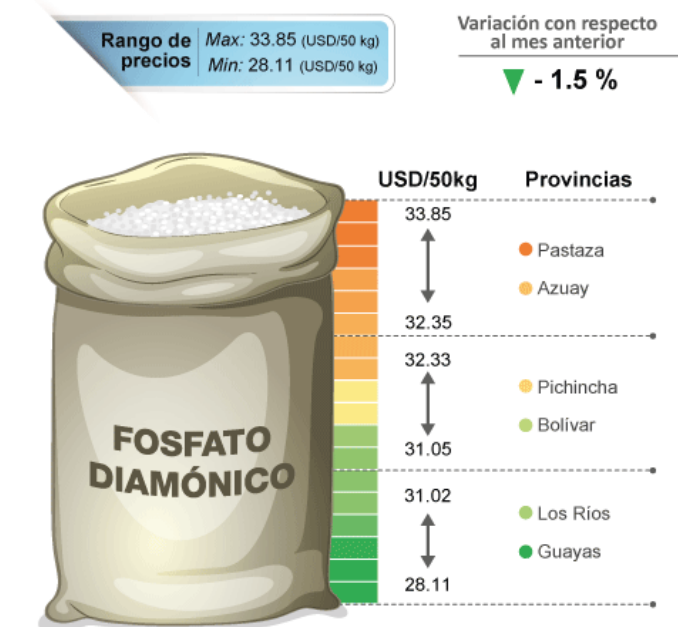 Rango de precios
Max: 33.85 (USD/50 kg)
Min: 28.11 (USD/50 kg)
Variación con respecto
al mes anterior
- 1.5 %
USD/50kg
Provincias
33.85
Pastaza
Azuay
32.35
32.33
Pichincha
Bolívar
31.05
31.02
Los Ríos
Guayas
28.11
FOSFATO
DIAMÓNICO